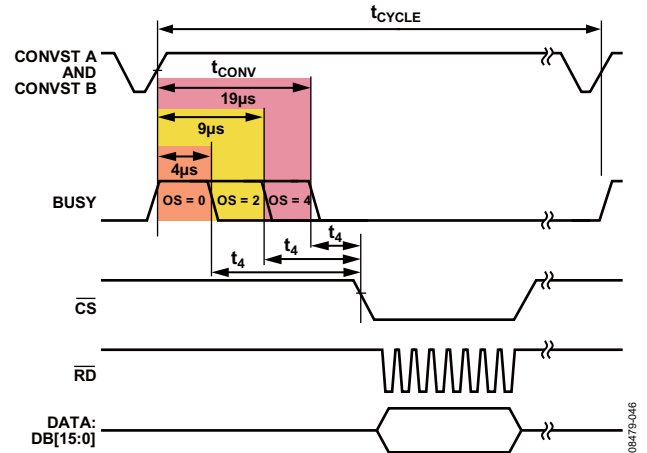 tCYCLE
CONVST A
AND
CONVST B
tCONV
19µs
9µs
4µs
BUSY
OS = 0 OS = 2 OS = 4
t4
t4
t4
CS
RD
DATA:
DB[15:0]
08479-046